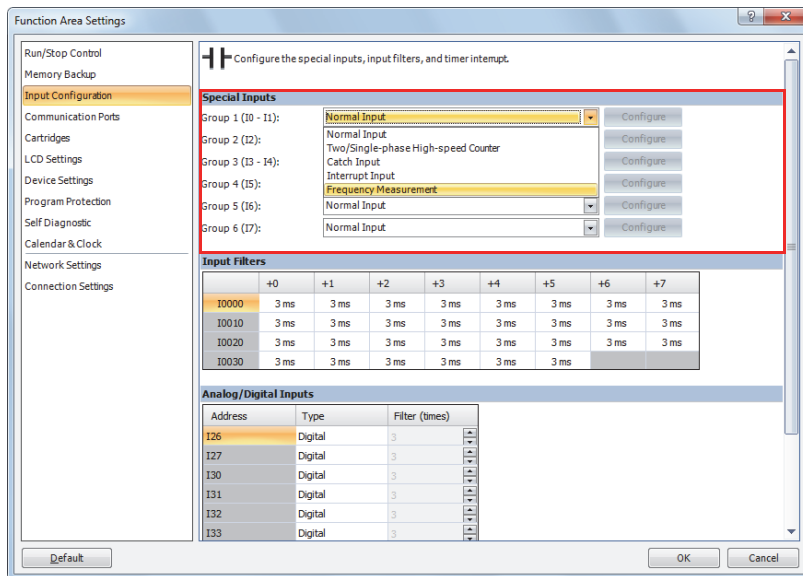 Function Area Settings
Run/Stop Control
Memory Backup
Input Configuration
Communication Ports
Cartridges
LCD Settings
Device Settings
Program Protection
Self Diagnostic
Calendar & Clock
Network Settings
Connection Settings
Configure the special inputs, input filters, and timer interrupt.
Special Inputs
Group 1 (I0 - I1): Normal Input Configure
Group 2 (I2): Configure
Group 3 (I3 - I4): Configure
Group 4 (I5): Configure
Normal Input
Two/Single-phase High-speed Counter
Catch Input
Interrupt Input
Frequency Measurement
Group 5 (I6): Normal Input Configure
Group 6 (I7): Normal Input Configure
Input Filters
+0 +1 +2 +3 +4 +5 +6 +7
I0000 3 ms 3 ms 3 ms 3 ms 3 ms 3 ms 3 ms 3 ms
I0010 3 ms 3 ms 3 ms 3 ms 3 ms 3 ms 3 ms 3 ms
I0020 3 ms 3 ms 3 ms 3 ms 3 ms 3 ms 3 ms 3 ms
I0030 3 ms 3 ms 3 ms 3 ms 3 ms 3 ms
Analog/Digital Inputs
Address Type Filter (times)
I26 Digital 3
I27 Digital 3
I30 Digital 3
I31 Digital 3
I32 Digital 3
I33 Digital 3
Default OK Cancel